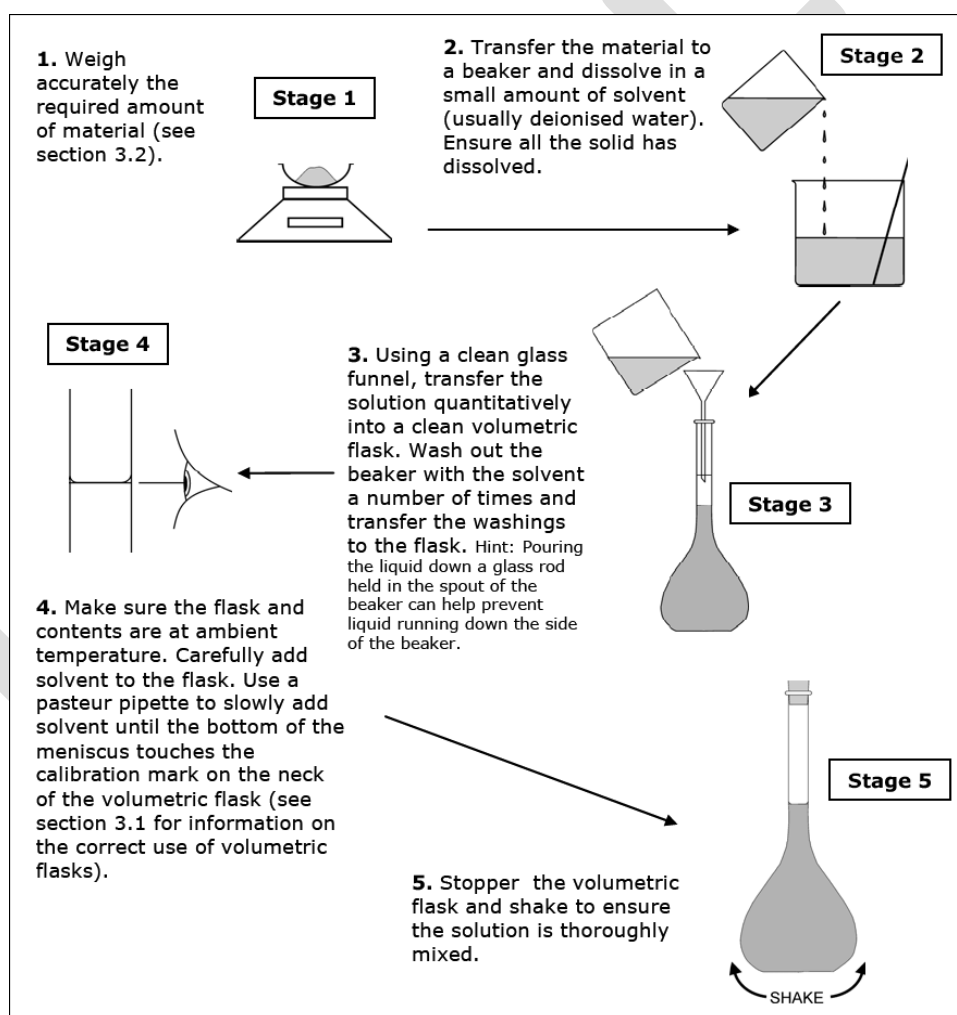 1. Weigh
accurately the
required amount
of material (see
section 3.2).
Stage 1
2. Transfer the material to
a beaker and dissolve in a
small amount of solvent
(usually deionised water).
Ensure all the solid has
dissolved.
Stage 2
3. Using a clean glass
funnel, transfer the
solution quantitatively
into a clean volumetric
flask. Wash out the
beaker with the solvent
a number of times and
transfer the washings
to the flask. Hint: Pouring
the liquid down a glass rod
held in the spout of the
beaker can help prevent
liquid running down the side
of the beaker.
Stage 3
Stage 4
4. Make sure the flask and
contents are at ambient
temperature. Carefully add
solvent to the flask. Use a
pasteur pipette to slowly add
solvent until the bottom of the
meniscus touches the
calibration mark on the neck
of the volumetric flask (see
section 3.1 for information on
the correct use of volumetric
flasks).
5. Stopper the volumetric
flask and shake to ensure
the solution is thoroughly
mixed.
Stage 5
SHAKE